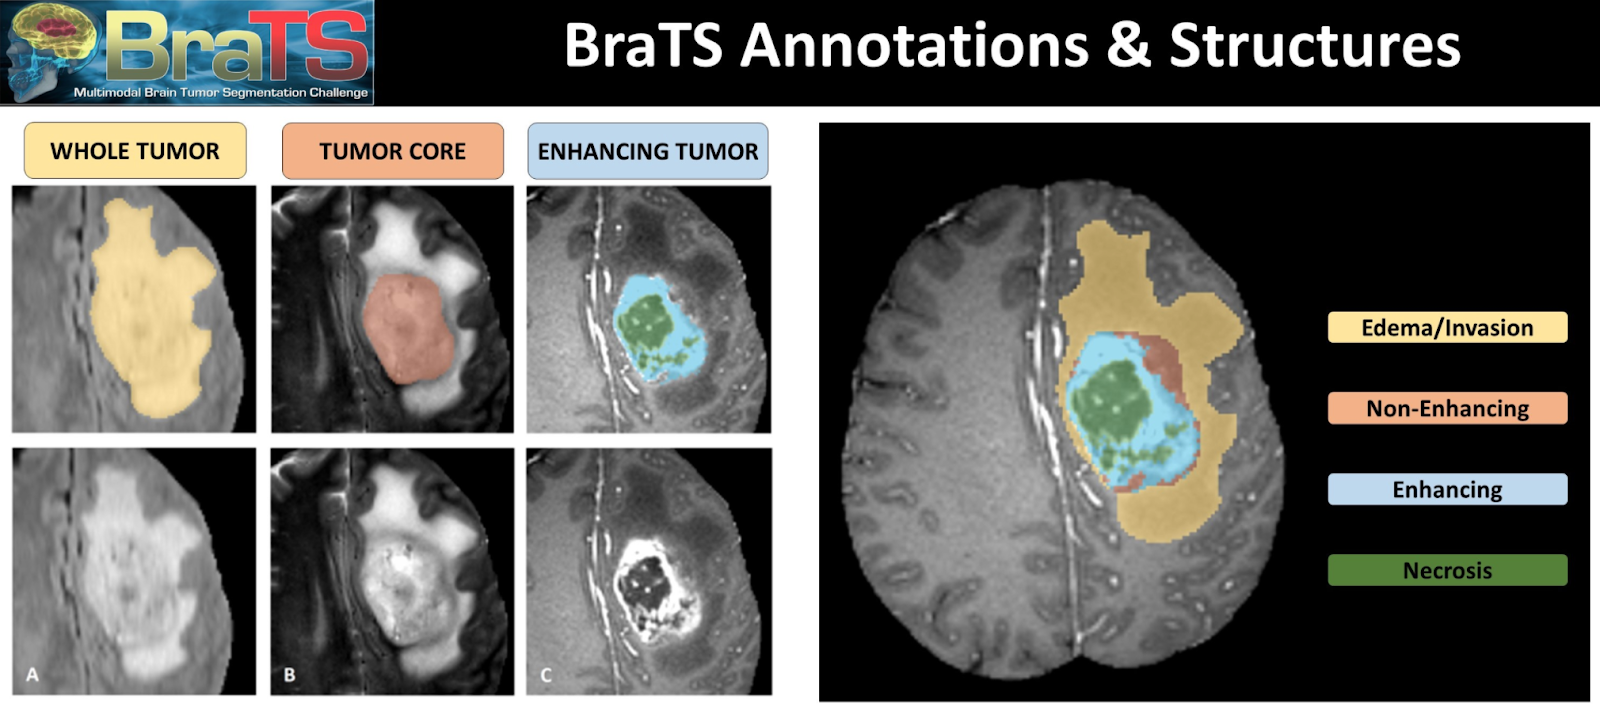 BraTS
Multimodal Brain Tumor Segmentation Challenge
BraTS Annotations & Structures
WHOLE TUMOR
TUMOR CORE
ENHANCING TUMOR
A
B
C
Edema/Invasion
Non-Enhancing
Enhancing
Necrosis